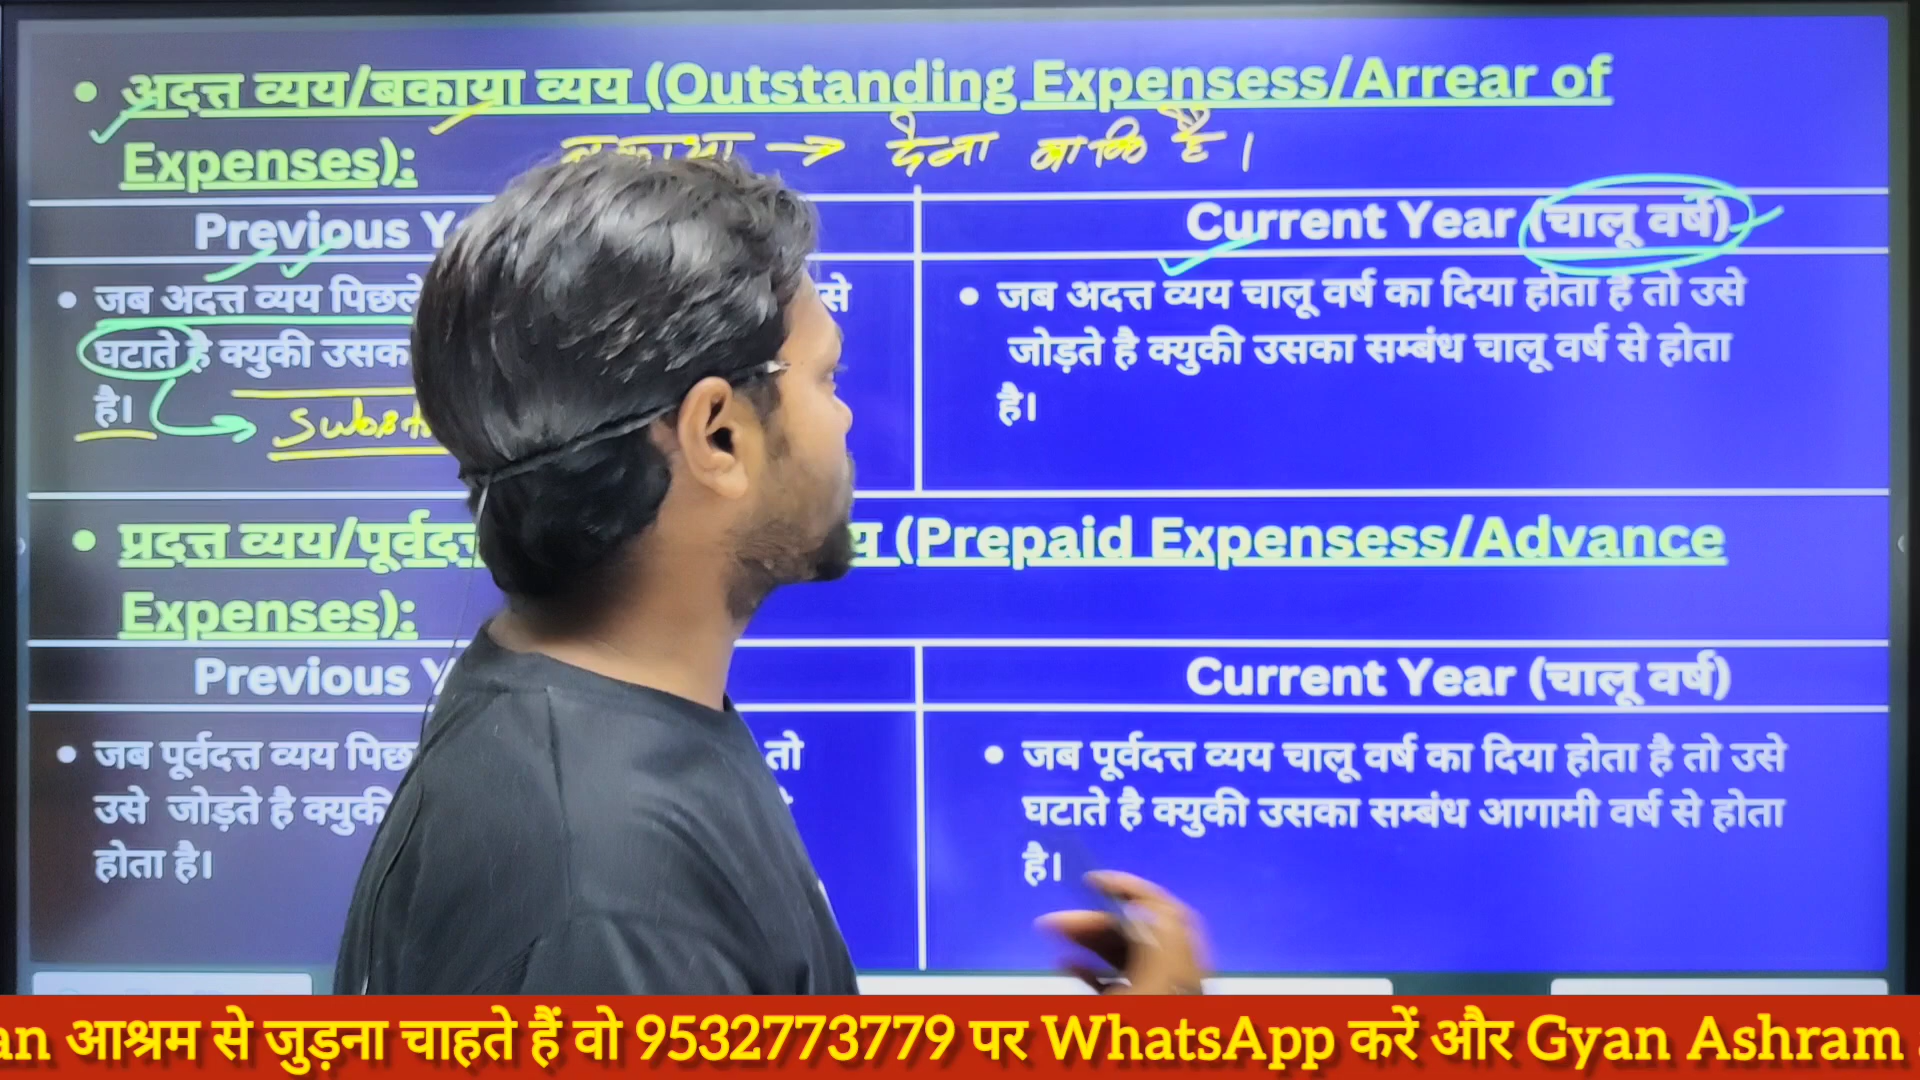 • अदत्त व्यय/बकाया व्यय (Outstanding Expensess/Arrear of
Expenses):
बकाया → देना बाकि है।
Previous
Current Year (चालू वर्ष)
• जब अदत्त व्यय पिछले से
घटाते है क्युकी
है।
• जब अदत्त व्यय चालू वर्ष का दिया होता है तो उसे
जोड़ते है क्युकी उसका सम्बंध चालू वर्ष से होता
है।
• प्रदत्त व्यय/ (Prepaid Expensess/Advance
Expenses):
Previous
Current Year (चालू वर्ष)
• जब पूर्वदत्त व्यय तो
उसे जोड़ते है
होता है।
• जब पूर्वदत्त व्यय चालू वर्ष का दिया होता है तो उसे
घटाते है क्युकी उसका सम्बंध आगामी वर्ष से होता
है।
आश्रम से जुड़ना चाहते हैं वो 9532773779 पर WhatsApp करें और Gyan Ashram